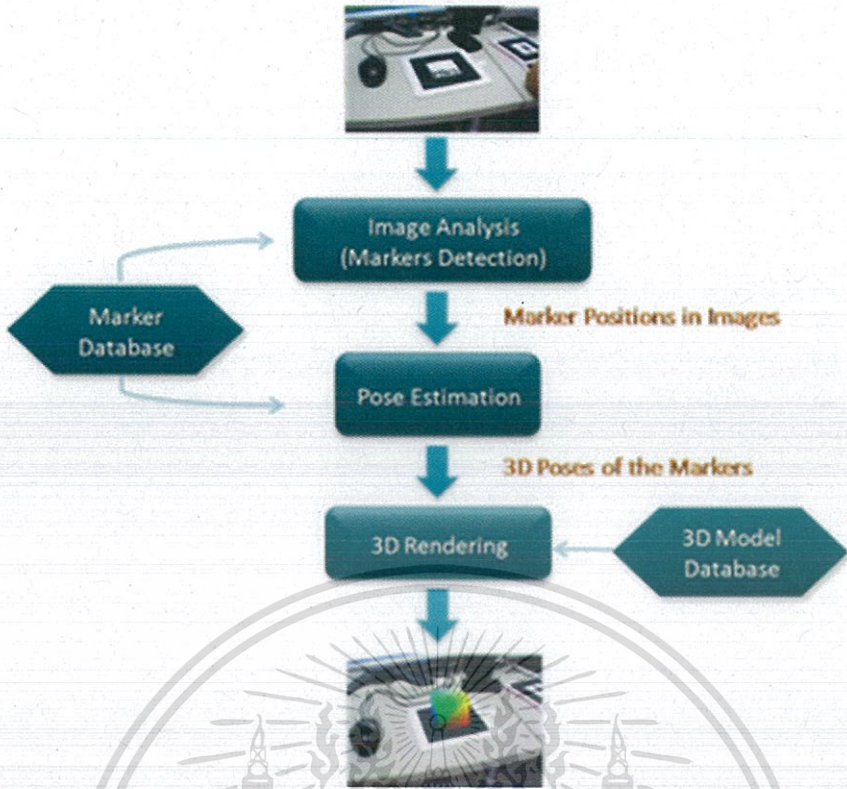 Image Analysis
(Markers Detection)
Marker
Database
Marker Positions in Images
Pose Estimation
3D Poses of the Markers
3D Rendering
3D Model
Database